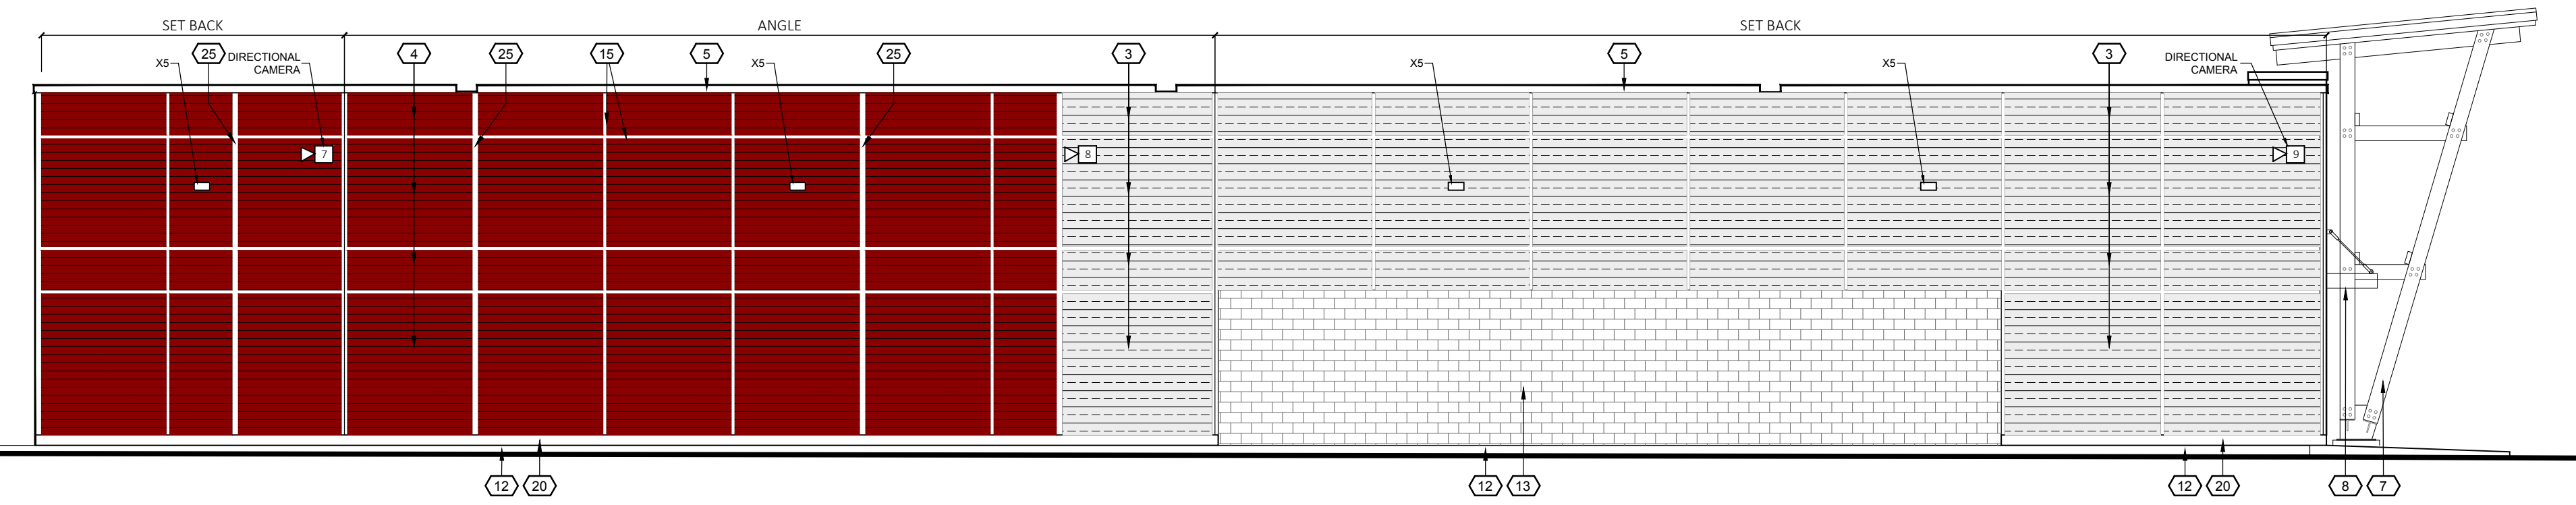 SET BACK
ANGLE
SET BACK
25
4
25
15
5
25
3
5
3
X5
DIRECTIONAL
CAMERA
X5
X5
X5
DIRECTIONAL
CAMERA
7
8
9
12
20
12
13
12
20
8
7